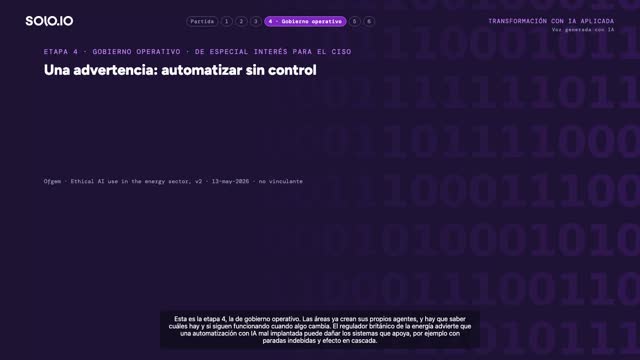 SOLO.IO
Partida 1 2 3 4 · Gobierno operativo 5 6
TRANSFORMACIÓN CON IA APLICADA
Voz generada con IA
ETAPA 4 · GOBIERNO OPERATIVO · DE ESPECIAL INTERÉS PARA EL CISO
Una advertencia: automatizar sin control
Ofgem · Ethical AI use in the energy sector, v2 · 13-may-2026 · no vinculante
Esta es la etapa 4, la de gobierno operativo. Las áreas ya crean sus propios agentes, y hay que saber
cuáles hay y si siguen funcionando cuando algo cambia. El regulador británico de la energía advierte que
una automatización con IA mal implantada puede dañar los sistemas que apoya, por ejemplo con
paradas indebidas y efecto en cascada.